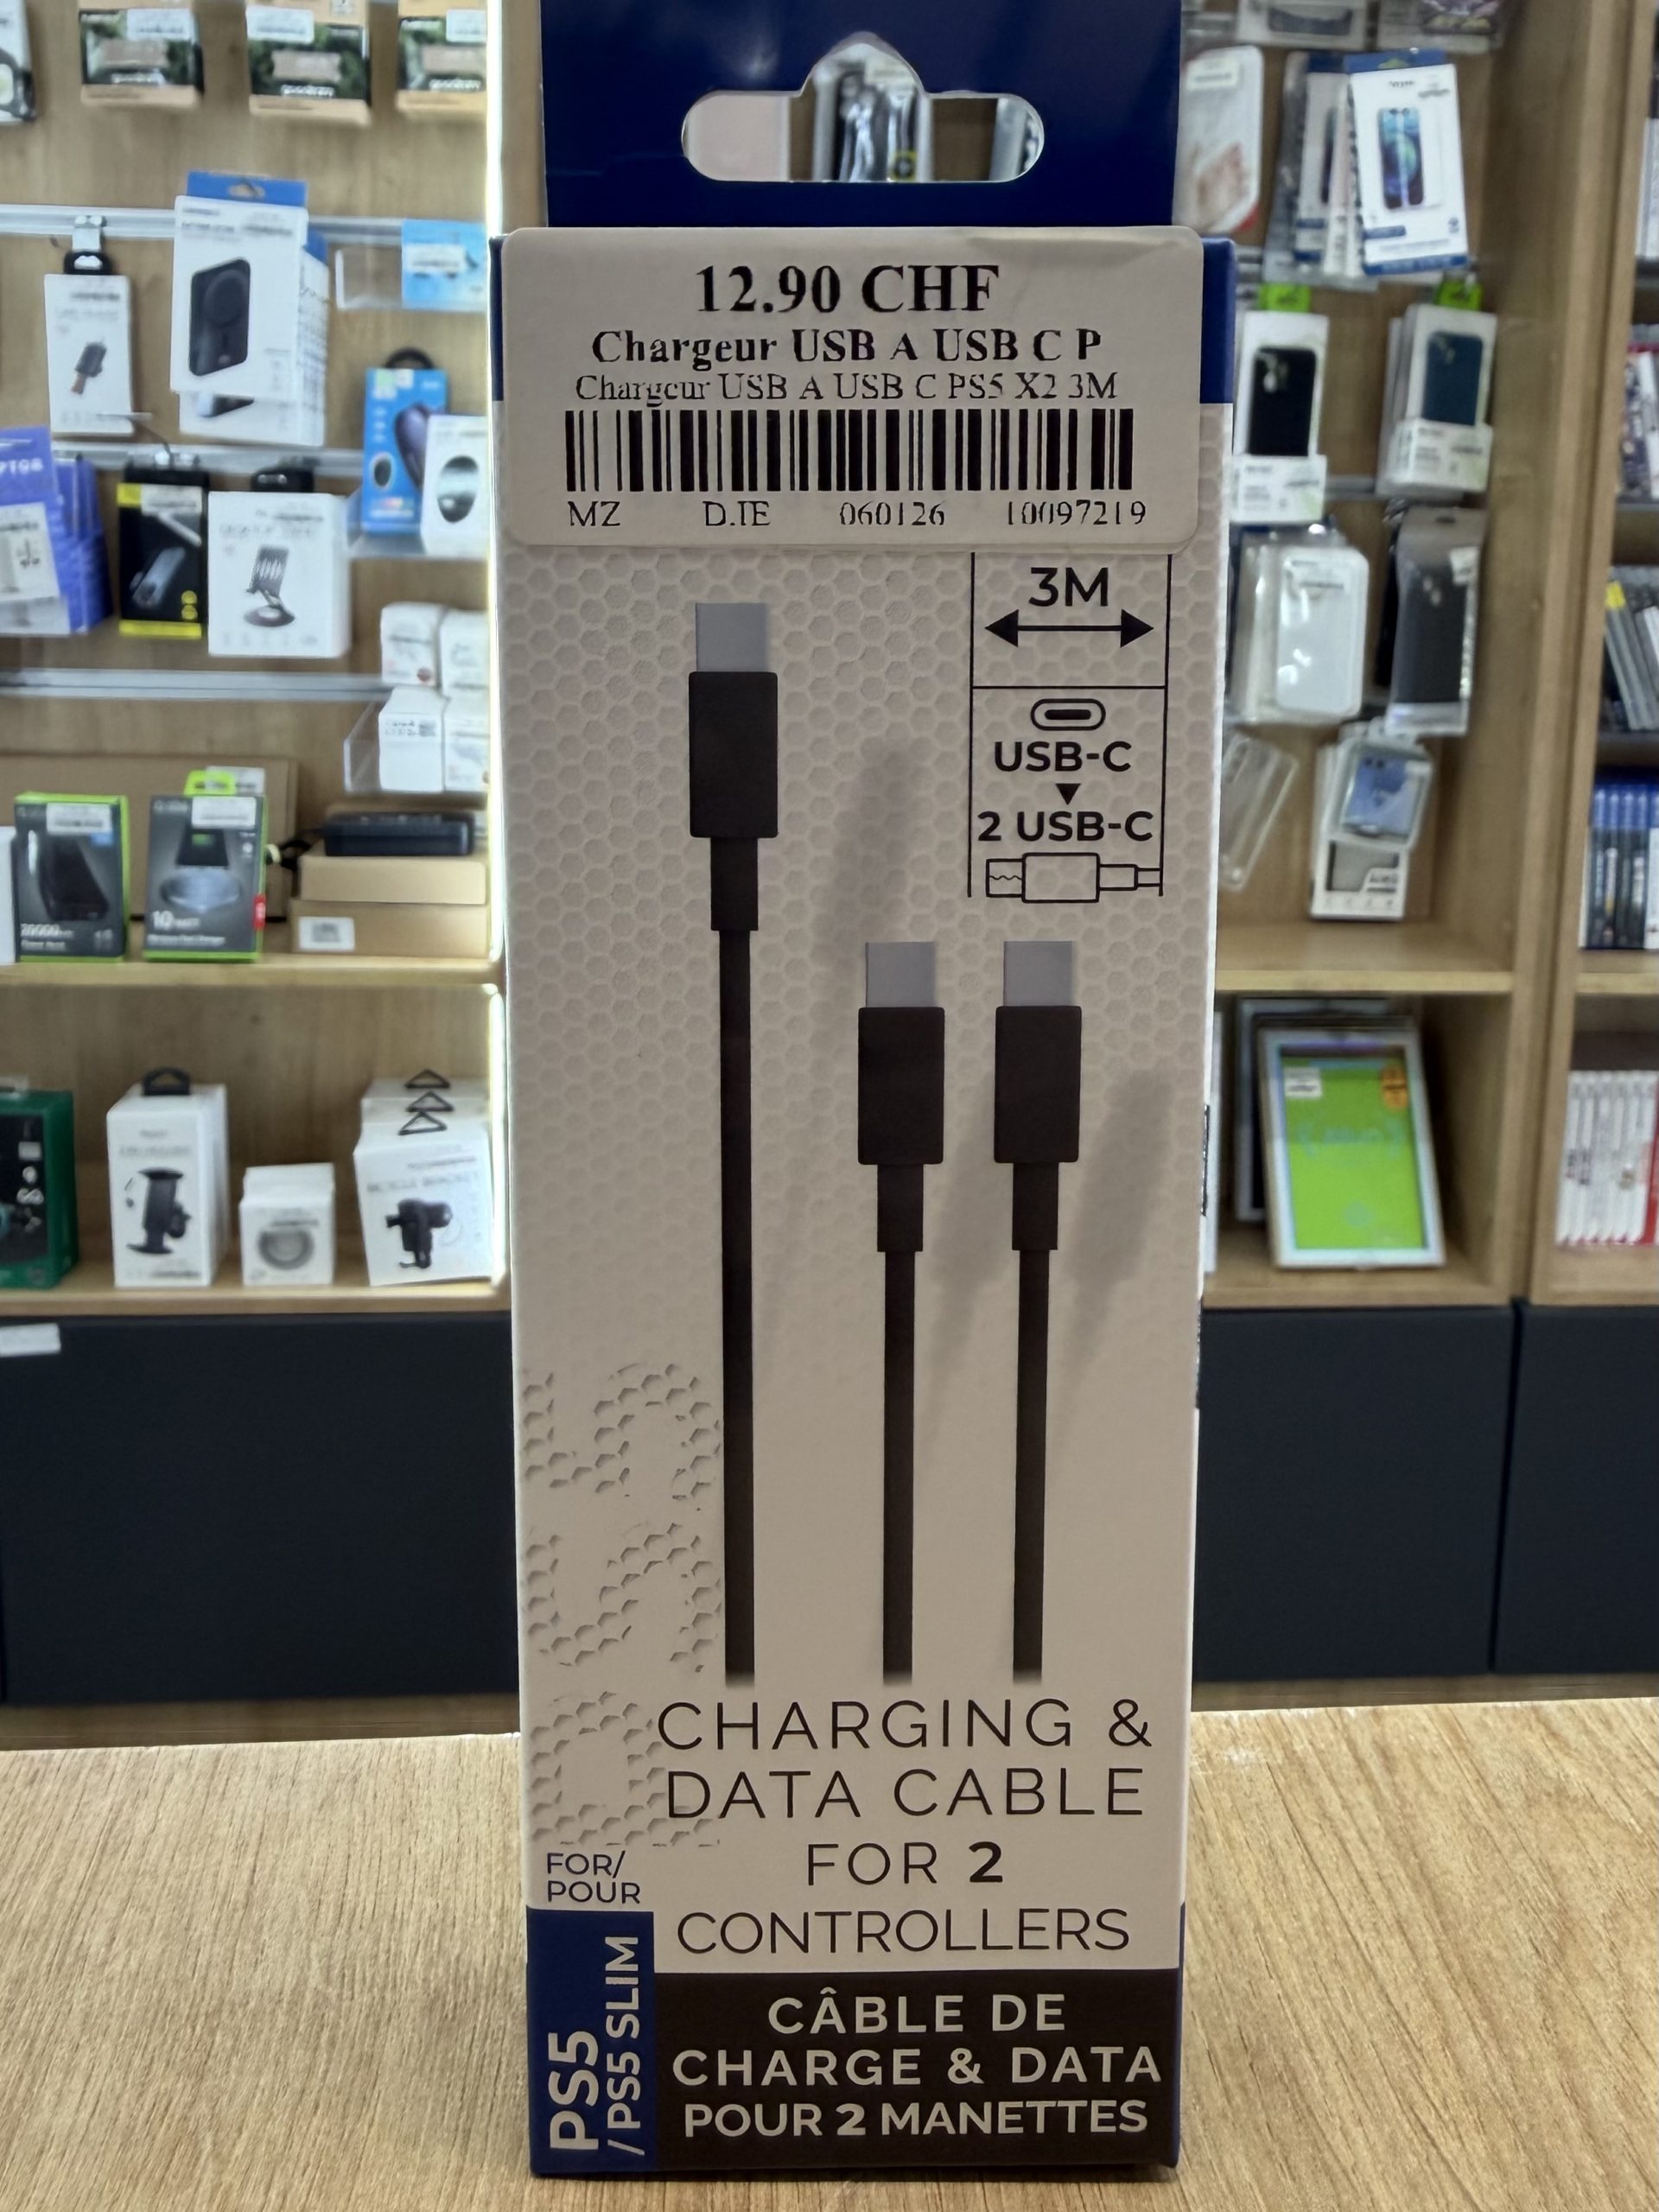 12.90 CHF
Chargeur USB A USB C P
Chargeur USB A USB C PS5 X2 3M
MZ D.IE 060126 10097219
3M
USB-C
2 USB-C
CHARGING &
DATA CABLE
FOR 2
CONTROLLERS
FOR/
POUR
PS5
/PS5 SLIM
CÂBLE DE
CHARGE & DATA
POUR 2 MANETTES